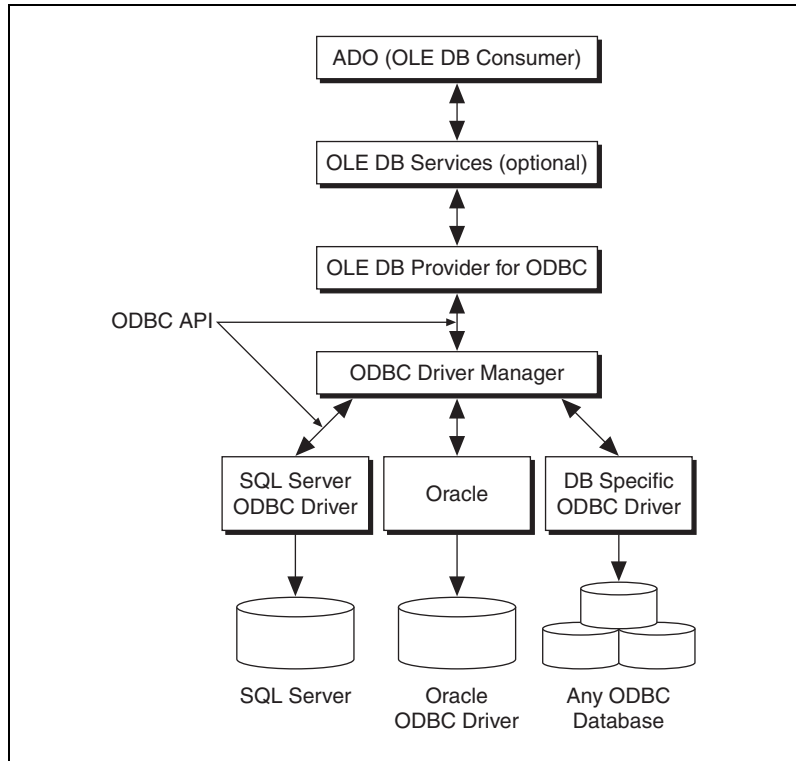 ADO (OLE DB Consumer)
OLE DB Services (optional)
OLE DB Provider for ODBC
ODBC API
ODBC Driver Manager
SQL Server
ODBC Driver
Oracle
DB Specific
ODBC Driver
SQL Server
Oracle
ODBC Driver
Any ODBC
Database